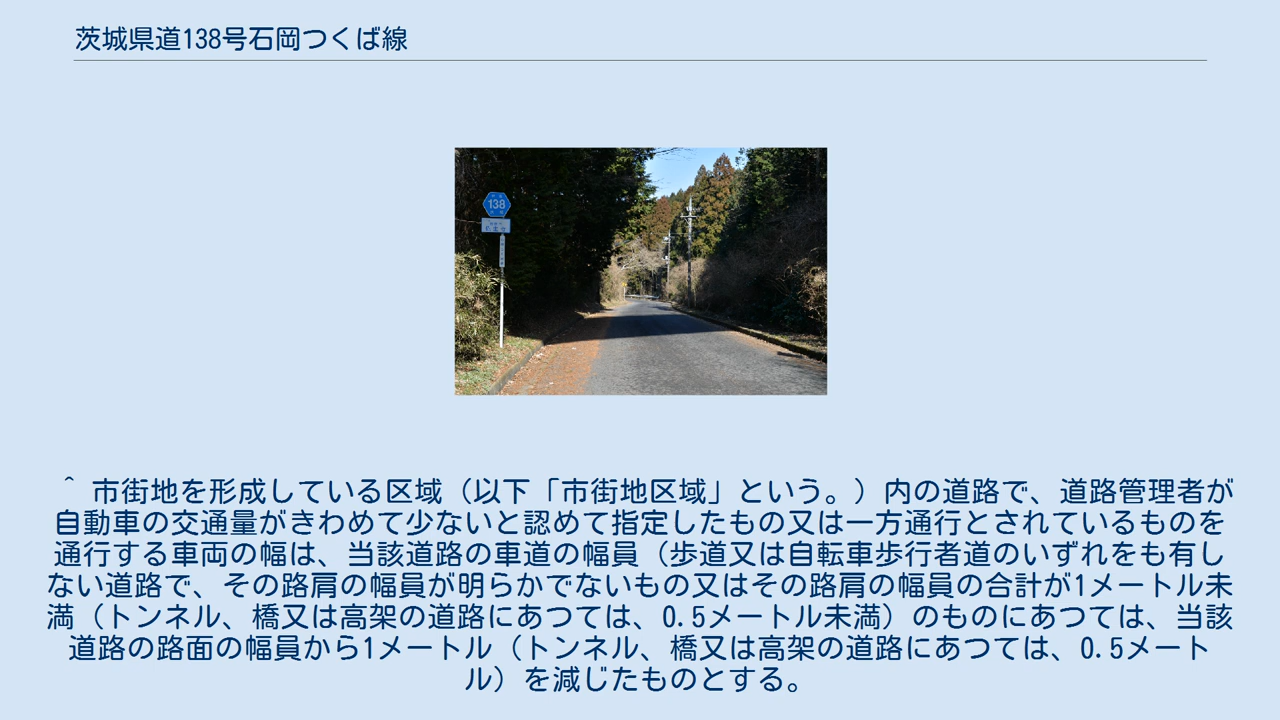 茨城県道138号石岡つくば線
138
^ 市街地を形成している区域（以下「市街地区域」という。）内の道路で、道路管理者が
自動車の交通量がきわめて少ないと認めて指定したもの又は一方通行とされているものを
通行する車両の幅は、当該道路の車道の幅員（歩道又は自転車歩行者道のいずれをも有し
ない道路で、その路肩の幅員が明らかでないもの又はその路肩の幅員の合計が1メートル未
満（トンネル、橋又は高架の道路にあつては、0.5メートル未満）のものにあつては、当該
道路の路面の幅員から1メートル（トンネル、橋又は高架の道路にあつては、0.5メート
ル）を減じたものとする。